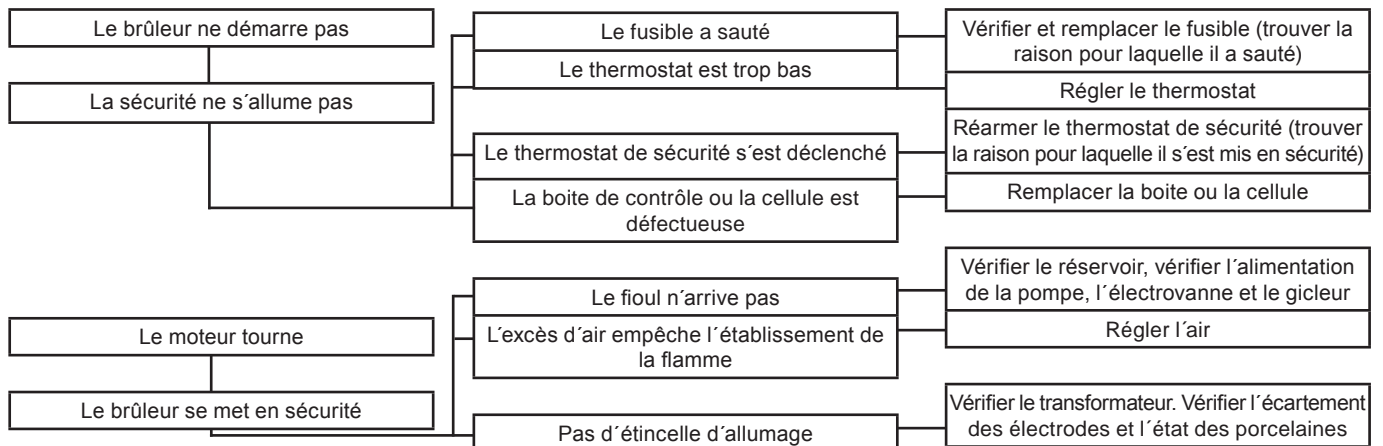 Le brûleur ne démarre pas
La sécurité ne s´allume pas
Le fusible a sauté
Le thermostat est trop bas
Le thermostat de sécurité s´est déclenché
La boite de contrôle ou la cellule est
défectueuse
Vérifier et remplacer le fusible (trouver la
raison pour laquelle il a sauté)
Régler le thermostat
Réarmer le thermostat de sécurité (trouver
la raison pour laquelle il s´est mis en sécurité)
Remplacer la boite ou la cellule
Le moteur tourne
Le brûleur se met en sécurité
Le fioul n´arrive pas
L´excès d´air empêche l´établissement de
la flamme
Pas d´étincelle d´allumage
Vérifier le réservoir, vérifier l´alimentation
de la pompe, l´électrovanne et le gicleur
Régler l´air
Vérifier le transformateur. Vérifier l´écartement
des électrodes et l´état des porcelaines